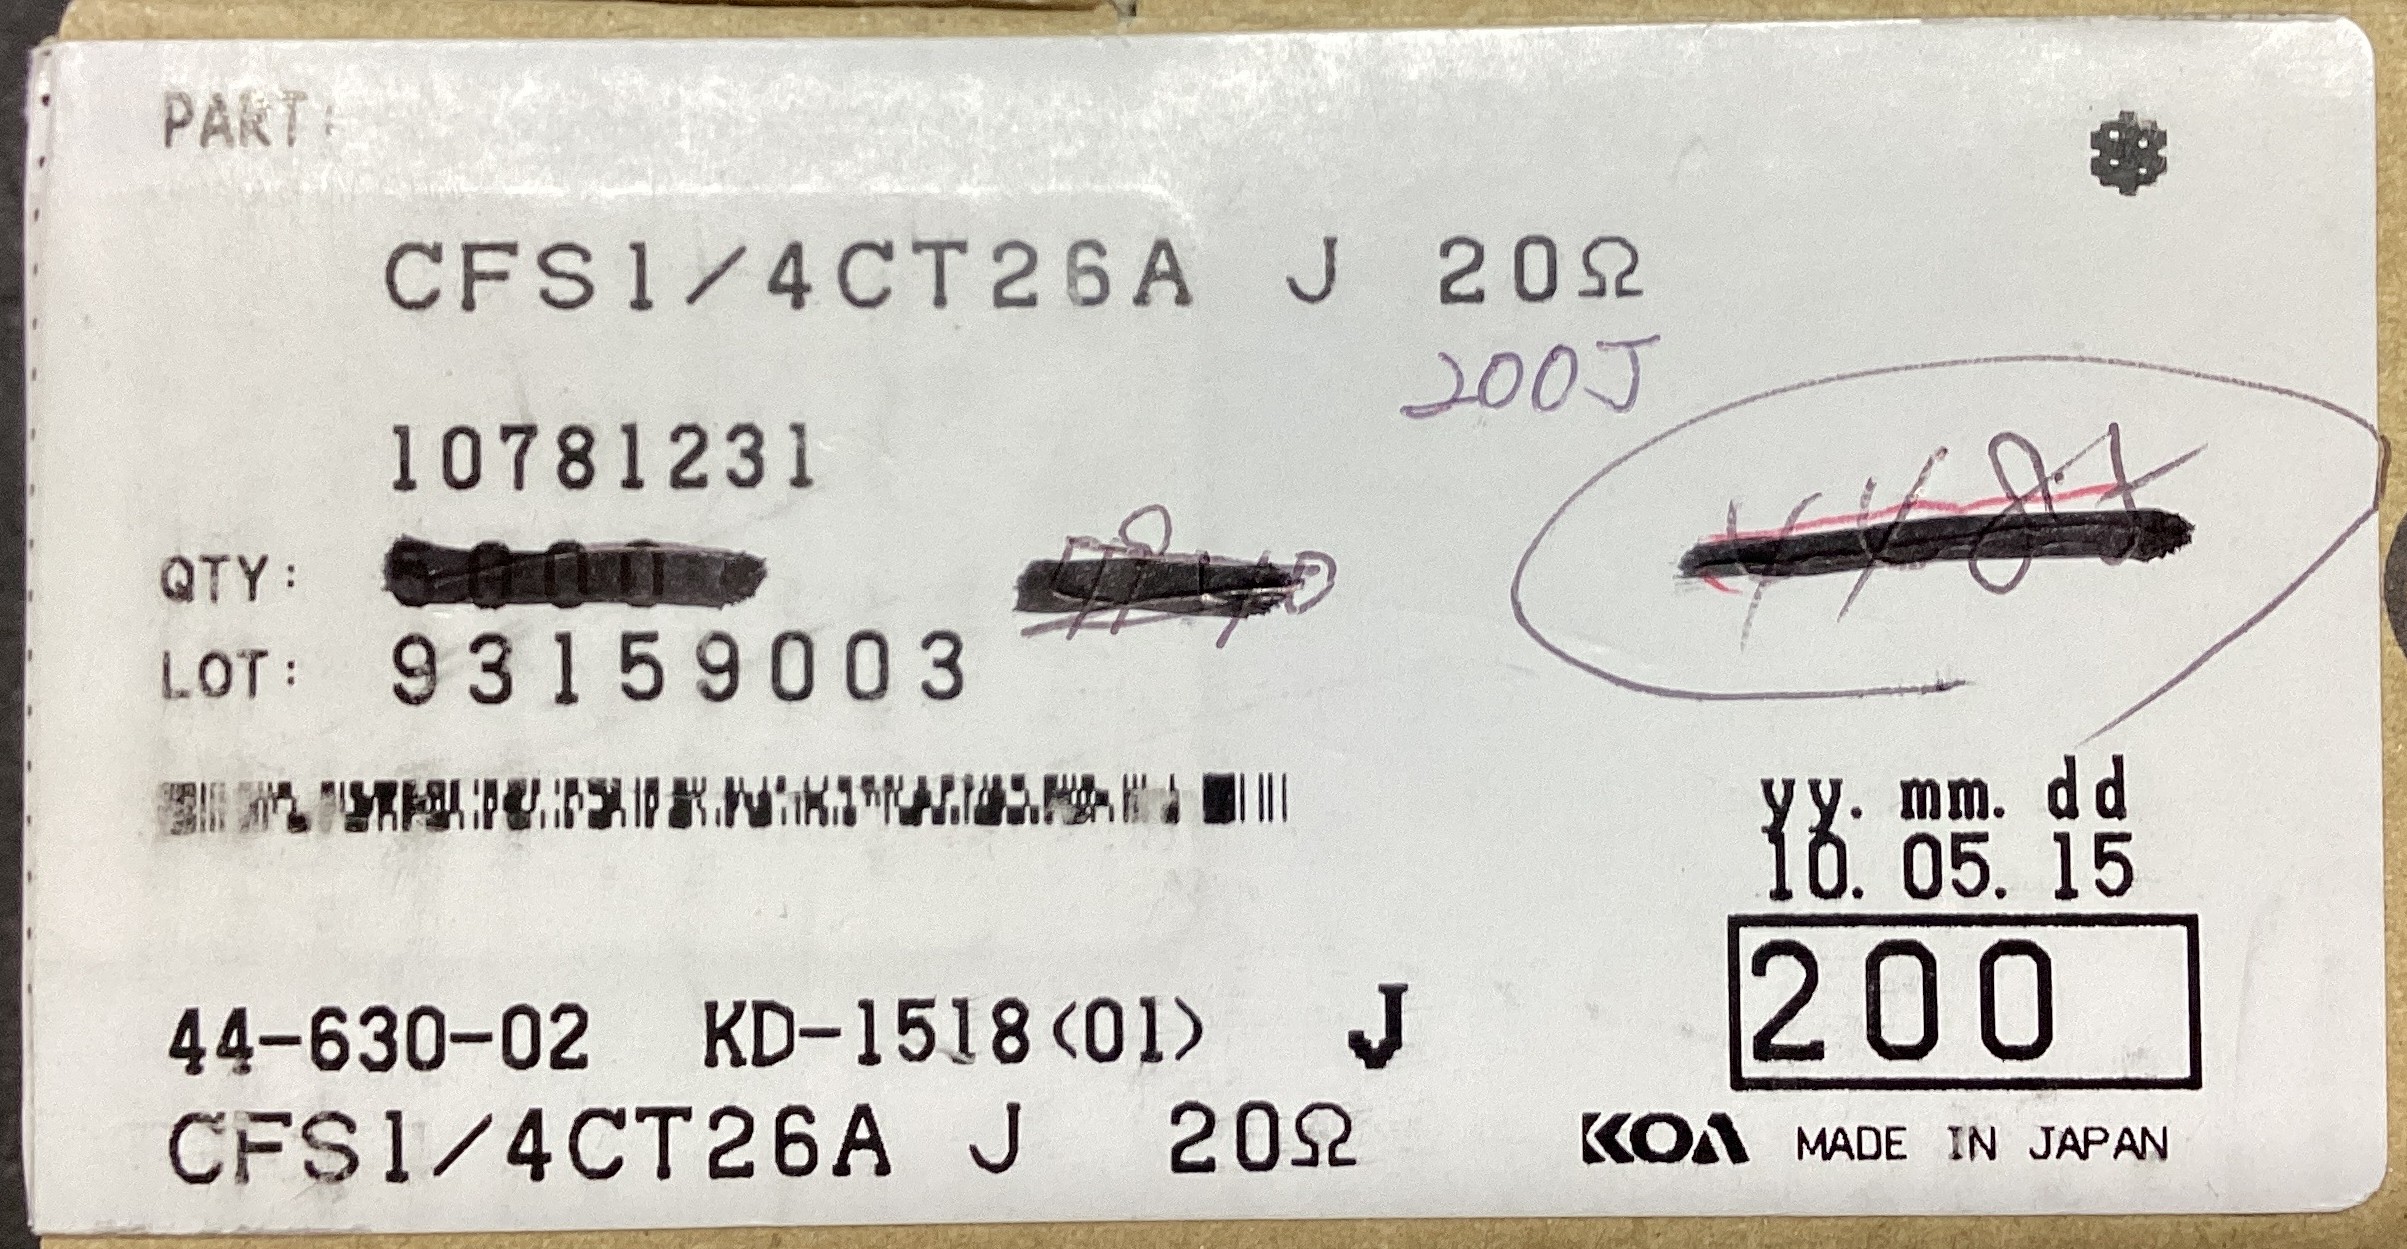 PART:
CFS1/4CT26A J 20Ω
200J
10781231
QTY:
LOT: 93159003
yy. mm. dd
10. 05. 15
200
44-630-02 KD-1518(01) J
CFS1/4CT26A J 20Ω
KOA MADE IN JAPAN